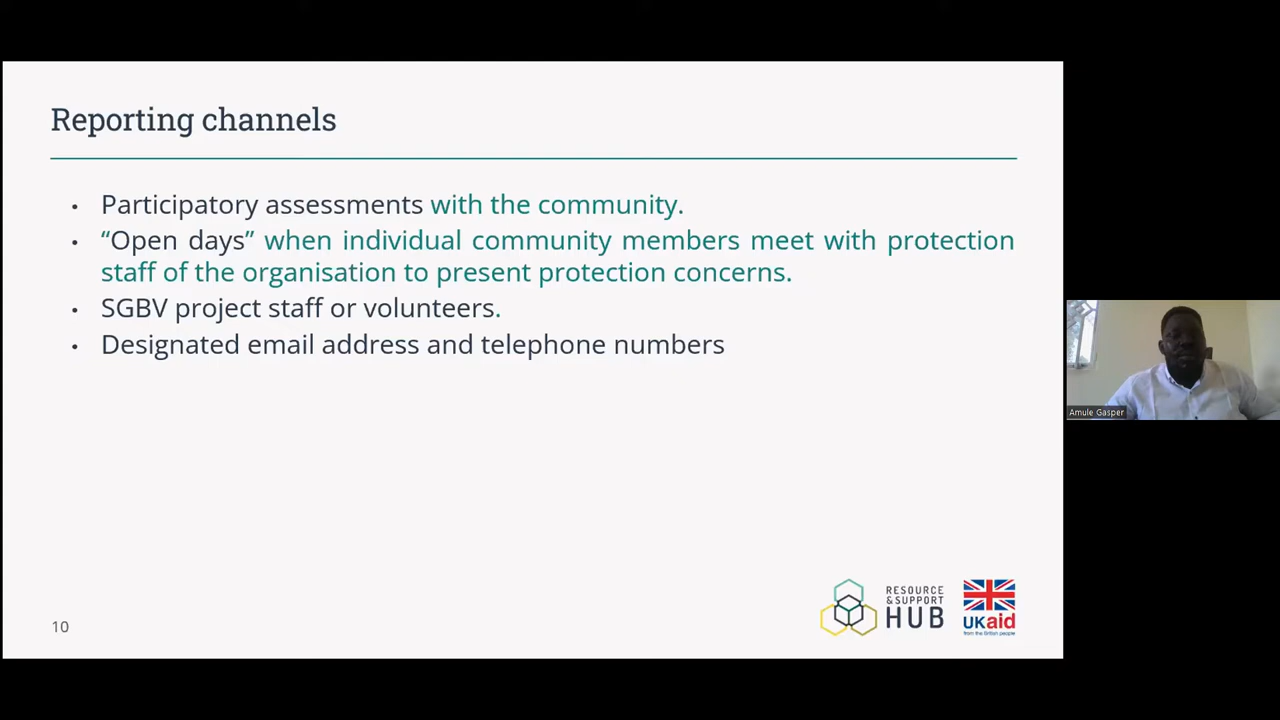 Reporting channels
• Participatory assessments with the community.
• “Open days” when individual community members meet with protection
staff of the organisation to present protection concerns.
• SGBV project staff or volunteers.
• Designated email address and telephone numbers
Amule Gasper
RESOURCE
& SUPPORT
HUB
UKaid
from the British people
10